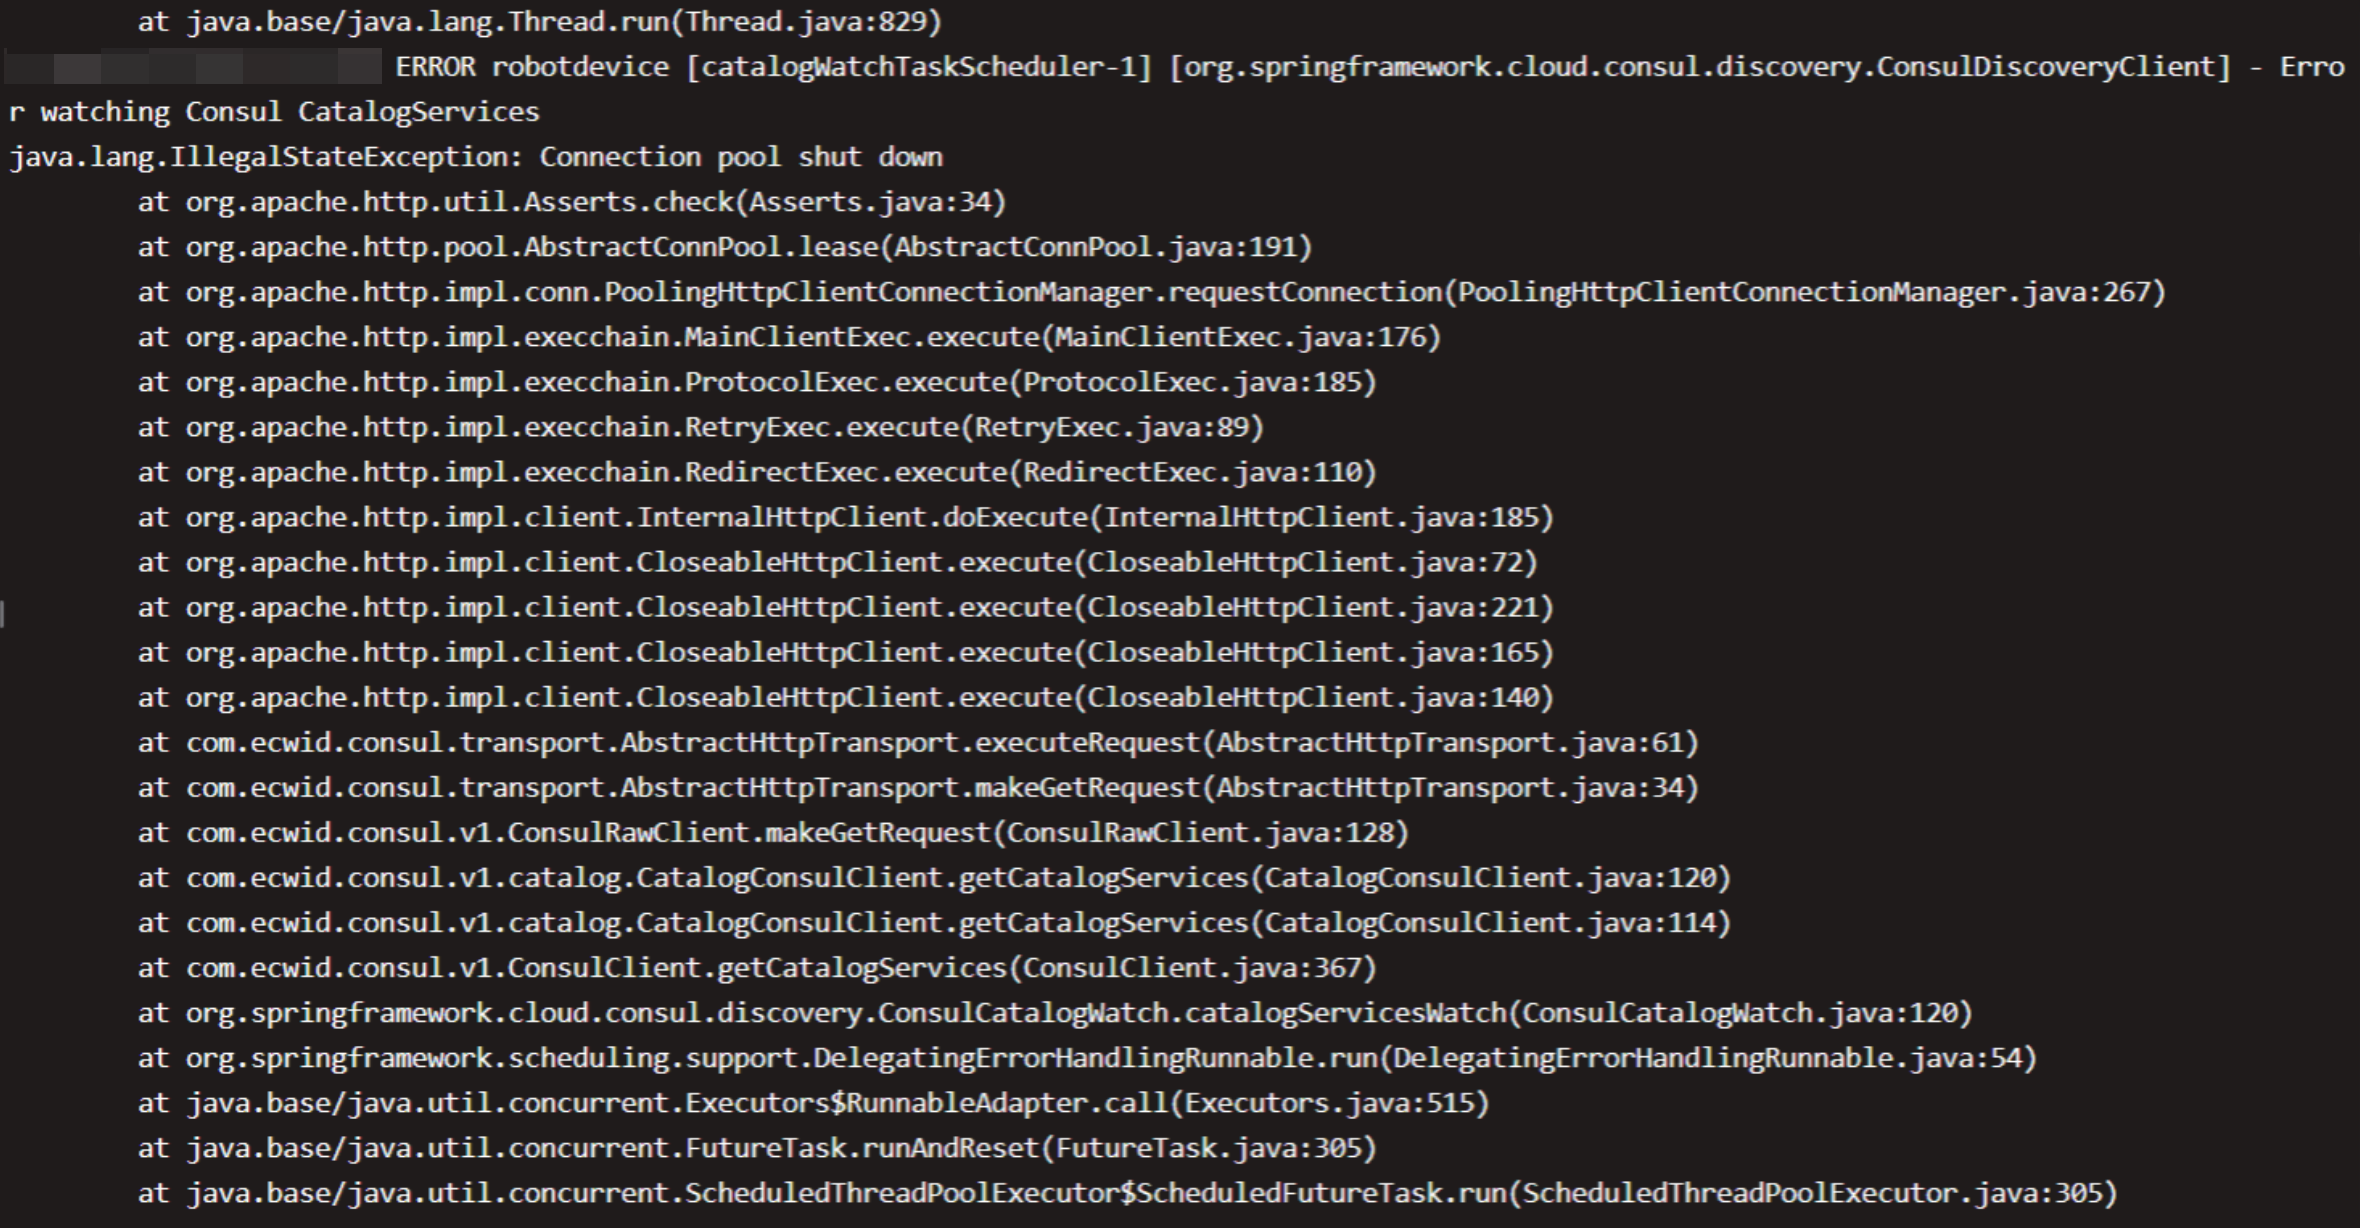 at java.base/java.lang.Thread.run(Thread.java:829)
ERROR robotdevice [catalogWatchTaskScheduler-1] [org.springframework.cloud.consul.discovery.ConsulDiscoveryClient] - Erro
r watching Consul CatalogServices
java.lang.IllegalStateException: Connection pool shut down
at org.apache.http.util.Asserts.check(Asserts.java:34)
at org.apache.http.pool.AbstractConnPool.lease(AbstractConnPool.java:191)
at org.apache.http.impl.conn.PoolingHttpClientConnectionManager.requestConnection(PoolingHttpClientConnectionManager.java:267)
at org.apache.http.impl.execchain.MainClientExec.execute(MainClientExec.java:176)
at org.apache.http.impl.execchain.ProtocolExec.execute(ProtocolExec.java:185)
at org.apache.http.impl.execchain.RetryExec.execute(RetryExec.java:89)
at org.apache.http.impl.execchain.RedirectExec.execute(RedirectExec.java:110)
at org.apache.http.impl.client.InternalHttpClient.doExecute(InternalHttpClient.java:185)
at org.apache.http.impl.client.CloseableHttpClient.execute(CloseableHttpClient.java:72)
at org.apache.http.impl.client.CloseableHttpClient.execute(CloseableHttpClient.java:221)
at org.apache.http.impl.client.CloseableHttpClient.execute(CloseableHttpClient.java:165)
at org.apache.http.impl.client.CloseableHttpClient.execute(CloseableHttpClient.java:140)
at com.ecwid.consul.transport.AbstractHttpTransport.executeRequest(AbstractHttpTransport.java:61)
at com.ecwid.consul.transport.AbstractHttpTransport.makeGetRequest(AbstractHttpTransport.java:34)
at com.ecwid.consul.v1.ConsulRawClient.makeGetRequest(ConsulRawClient.java:128)
at com.ecwid.consul.v1.catalog.CatalogConsulClient.getCatalogServices(CatalogConsulClient.java:120)
at com.ecwid.consul.v1.catalog.CatalogConsulClient.getCatalogServices(CatalogConsulClient.java:114)
at com.ecwid.consul.v1.ConsulClient.getCatalogServices(ConsulClient.java:367)
at org.springframework.cloud.consul.discovery.ConsulCatalogWatch.catalogServicesWatch(ConsulCatalogWatch.java:120)
at org.springframework.scheduling.support.DelegatingErrorHandlingRunnable.run(DelegatingErrorHandlingRunnable.java:54)
at java.base/java.util.concurrent.Executors$RunnableAdapter.call(Executors.java:515)
at java.base/java.util.concurrent.FutureTask.runAndReset(FutureTask.java:305)
at java.base/java.util.concurrent.ScheduledThreadPoolExecutor$ScheduledFutureTask.run(ScheduledThreadPoolExecutor.java:305)